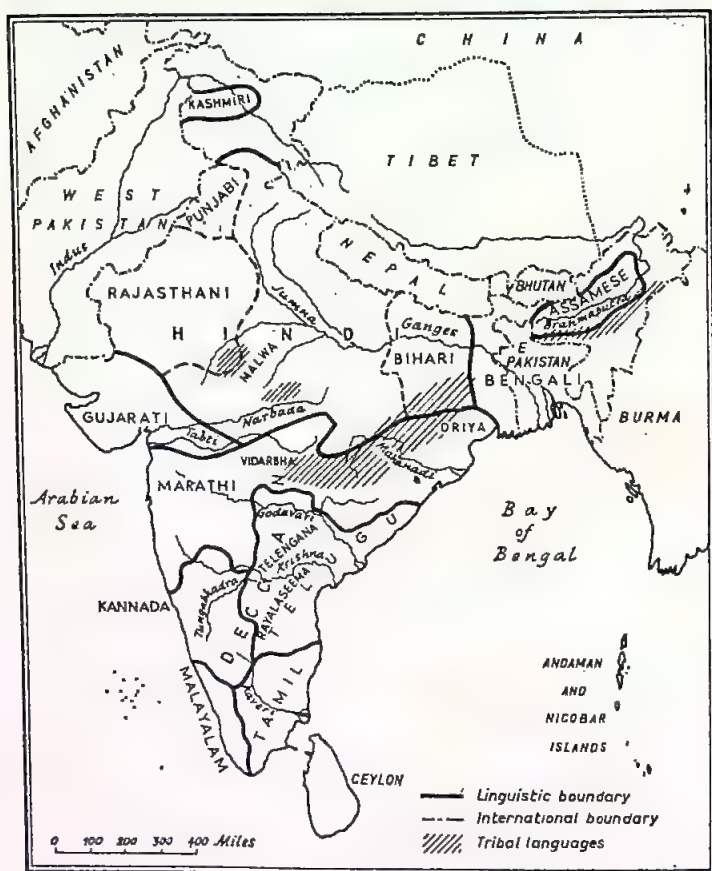 CHINA
AFGHANISTAN
KASHMIRI
TIBET
WEST
PAKISTAN
PUNJABI
Indus
NEPAL
RAJASTHANI
BHUTAN
ASSAMESE
Brahmaputra
Jumna
HINDI
Ganges
MALWA
BIHARI
E
PAKISTAN
BENGALI
GUJARATI
Narbada
Tabti
ORIYA
BURMA
VIDARBHA
Mahanadi
MARATHI
Arabian
Sea
Godavari
TELENGANA
Krishna
TELUGU
Bay
of
Bengal
RAYALASEEMA
DECCAN
KANNADA
Tungabhadra
ANDAMAN
AND
NICOBAR
ISLANDS
MALAYALAM
Kaveri
TAMIL
CEYLON
Linguistic boundary
International boundary
Tribal languages
0 100 200 300 400 Miles